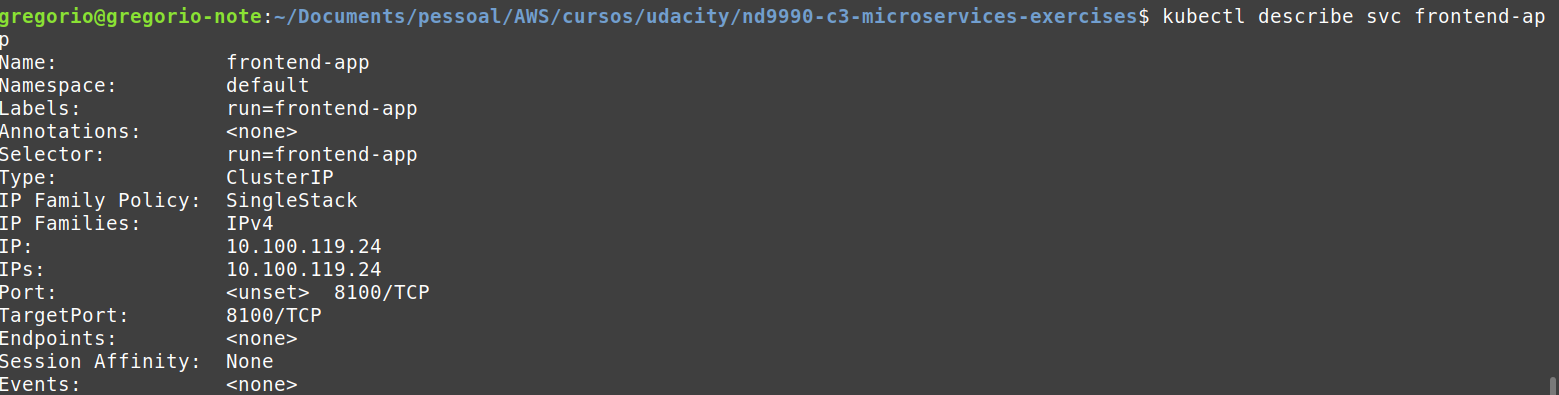 gregorio@gregorio-note:~/Documents/pessoal/AWS/cursos/udacity/nd9990-c3-microservices-exercises$ kubectl describe svc frontend-ap
p
Name:              frontend-app
Namespace:         default
Labels:            run=frontend-app
Annotations:       <none>
Selector:          run=frontend-app
Type:              ClusterIP
IP Family Policy:  SingleStack
IP Families:       IPv4
IP:                10.100.119.24
IPs:               10.100.119.24
Port:              <unset>  8100/TCP
TargetPort:        8100/TCP
Endpoints:         <none>
Session Affinity:  None
Events:            <none>